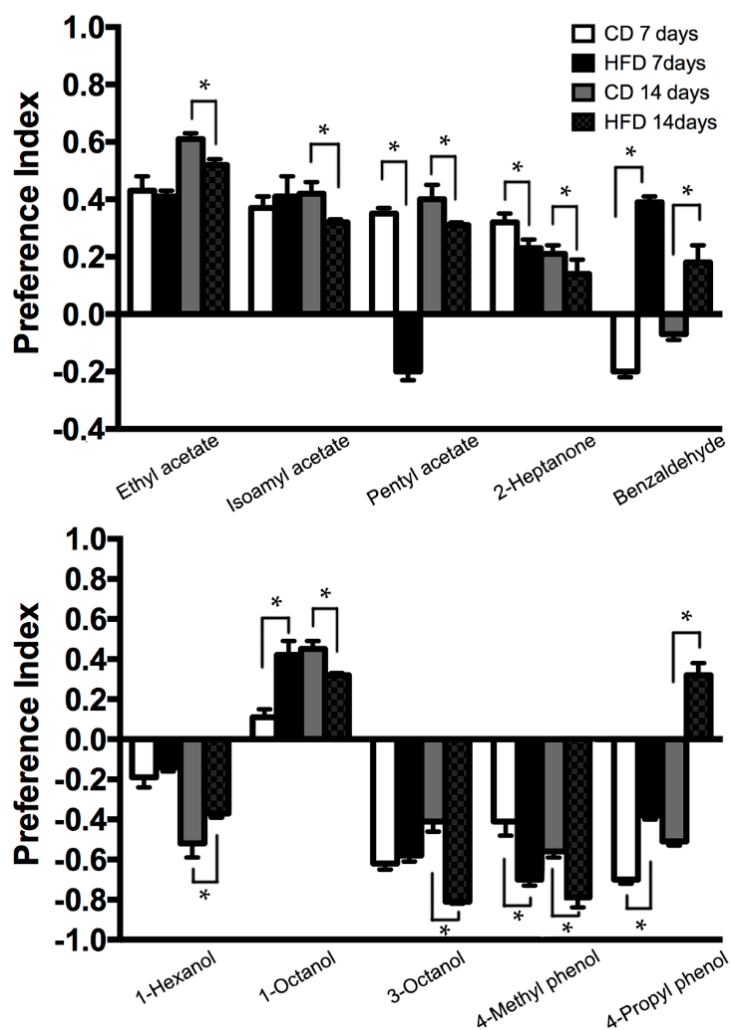 Preference Index
1.0
0.8
0.6
0.4
0.2
0.0
-0.2
-0.4
CD 7 days
HFD 7days
CD 14 days
HFD 14days
* * * * * * * *
Ethyl acetate
Isoamyl acetate
Pentyl acetate
2-Heptanone
Benzaldehyde
Preference Index
1.0
0.8
0.6
0.4
0.2
0.0
-0.2
-0.4
-0.6
-0.8
-1.0
* * * * * * * *
1-Hexanol
1-Octanol
3-Octanol
4-Methyl phenol
4-Propyl phenol